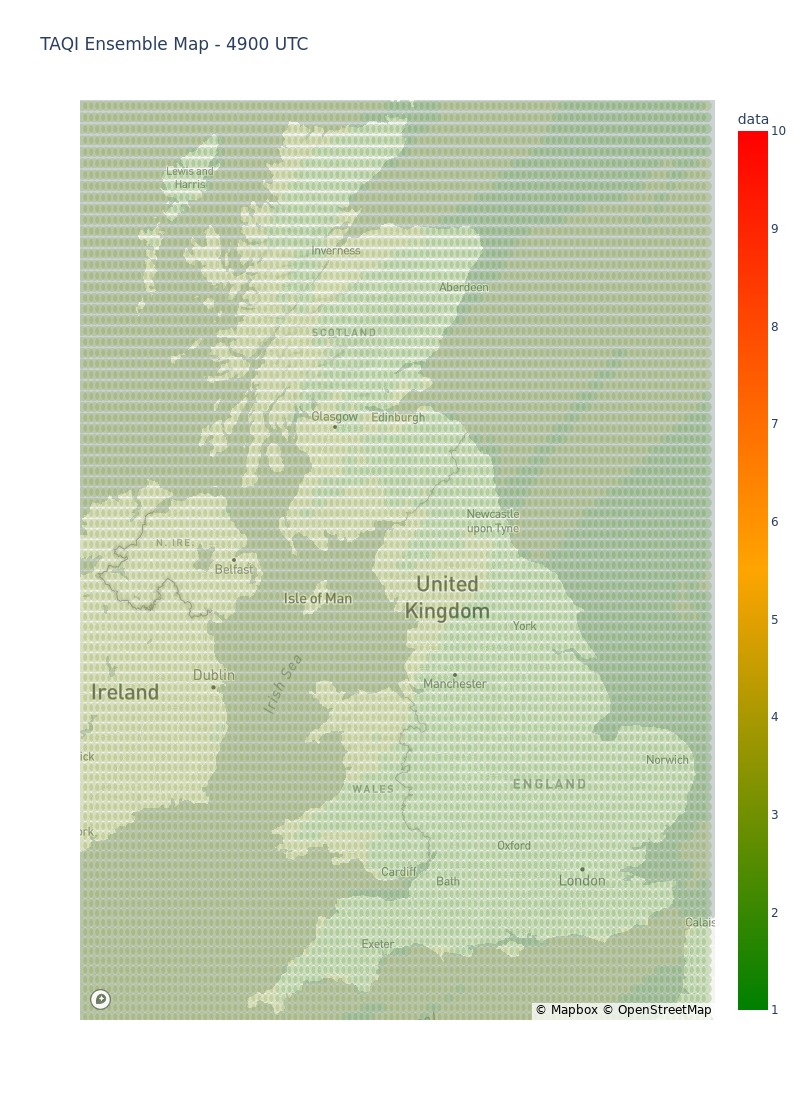 TAQI Ensemble Map - 4900 UTC
data
10
9
8
7
6
5
4
3
2
1
Lewis and
Harris
Inverness
Aberdeen
SCOTLAND
Glasgow
Edinburgh
Newcastle
upon Tyne
N. IRE.
Belfast
Isle of Man
United
Kingdom
York
Dublin
Irish Sea
Manchester
Ireland
ick
Norwich
WALES
ENGLAND
ork
Oxford
Cardiff
Bath
London
Calais
Exeter
© Mapbox © OpenStreetMap